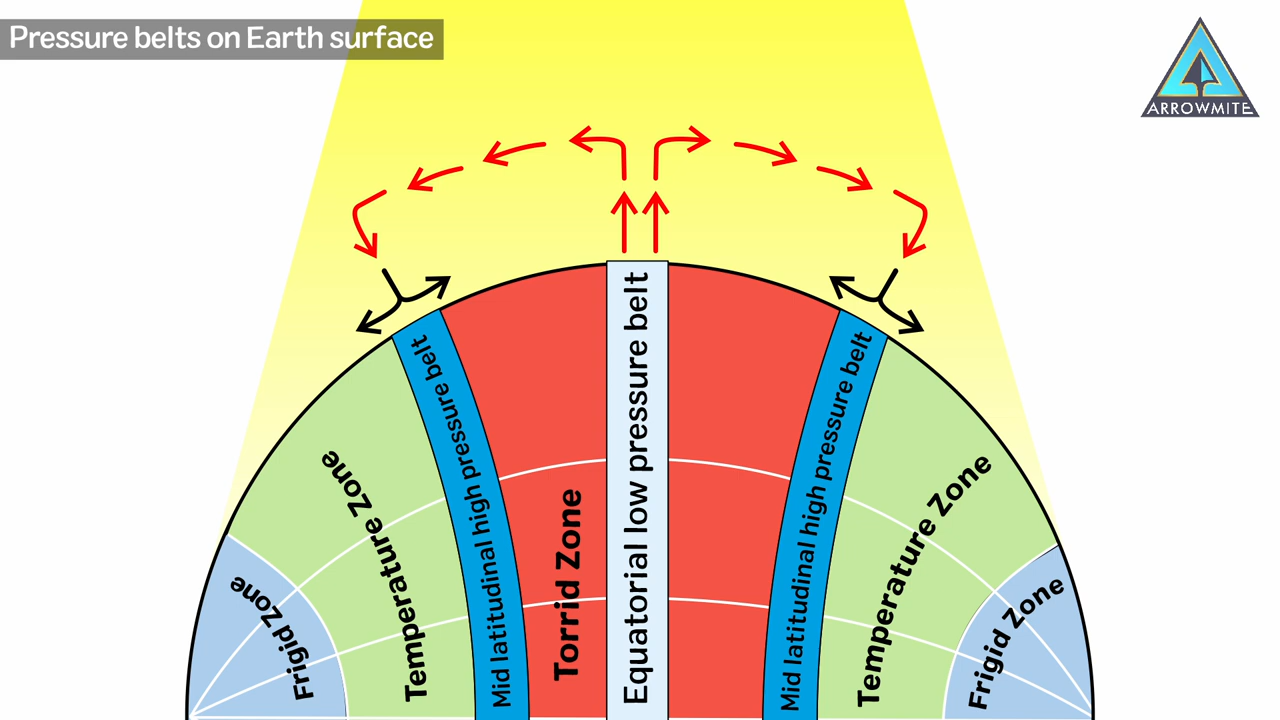 Pressure belts on Earth surface
ARROWMITE
Frigid Zone
Temperature Zone
Mid latitudinal high pressure belt
Torrid Zone
Equatorial low pressure belt
Mid latitudinal high pressure belt
Temperature Zone
Frigid Zone